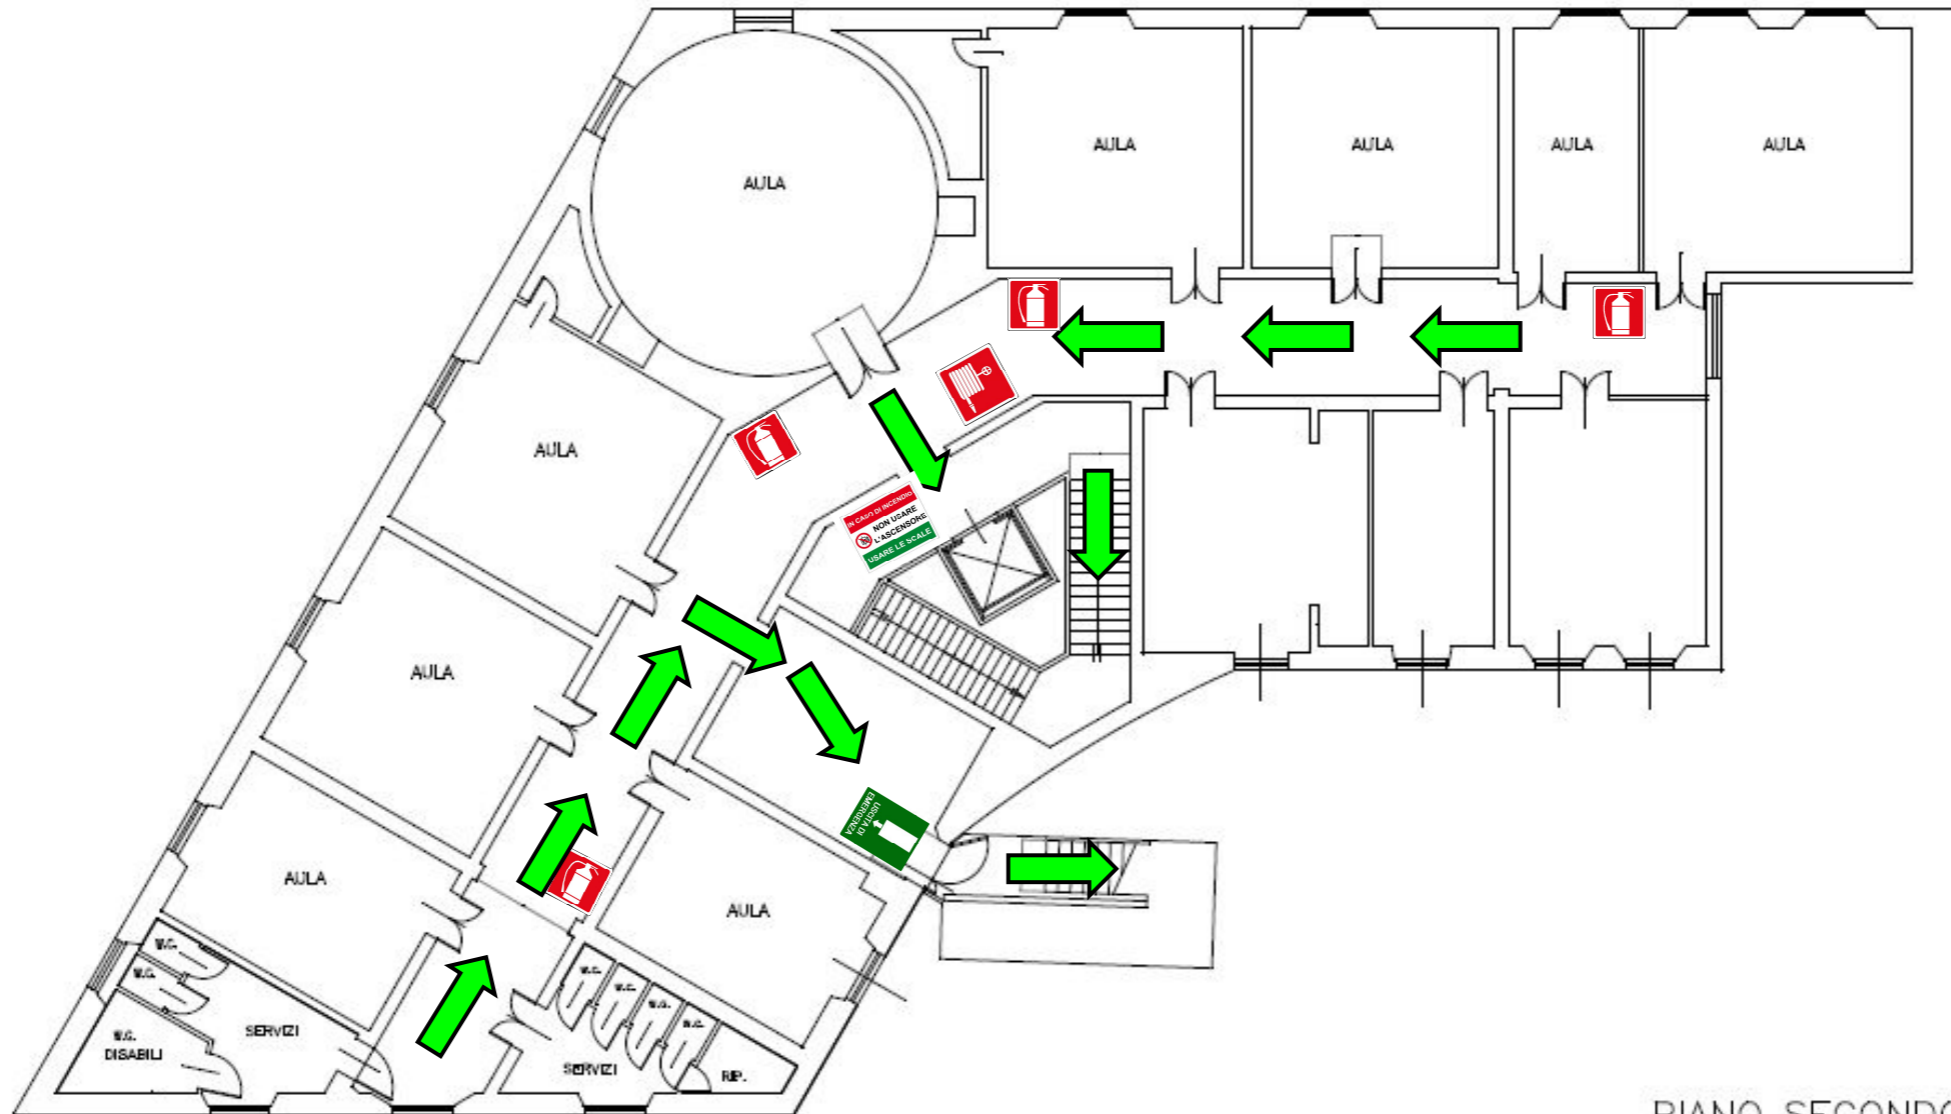 AULA
AULA
AULA
AULA
AULA
IN CASO DI INCENDIO
NON USARE
L'ASCENSORE
USARE LE SCALE
AULA
AULA
AULA
AULA
USCITA DI
EMERGENZA
W.C.
W.C.
W.C.
DISABILI
SERVIZI
W.C.
W.C.
W.C.
W.C.
SERVIZI
RIP.
PIANO SECONDO